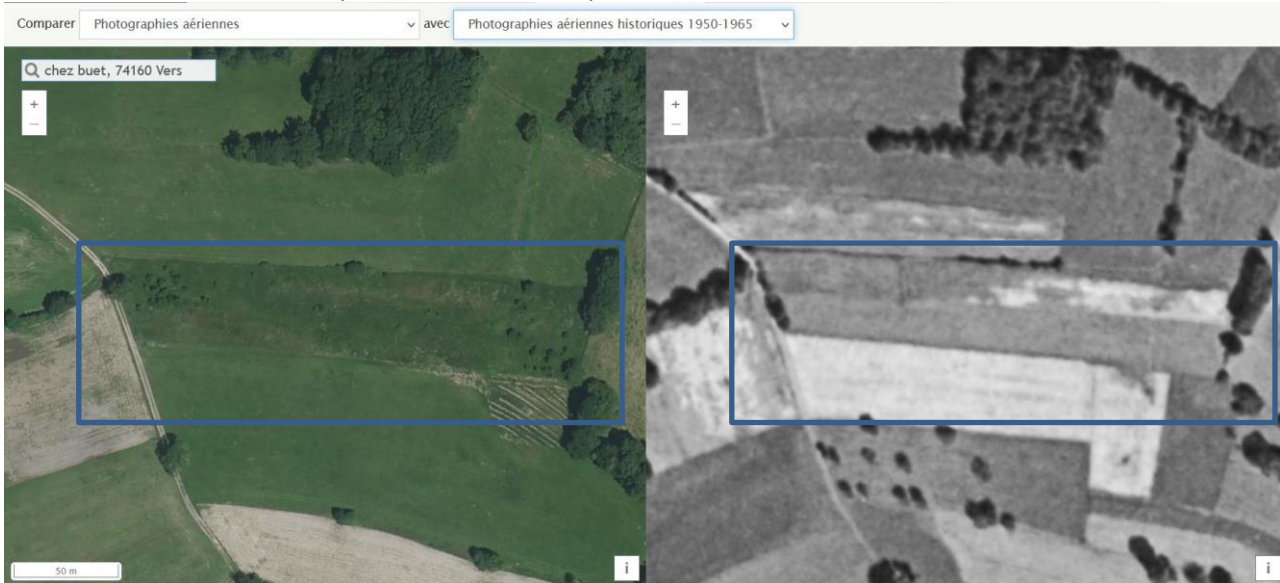 Comparer Photographies aériennes avec Photographies aériennes historiques 1950-1965
chez buet, 74160 Vers
+ +
– –
50 m i i